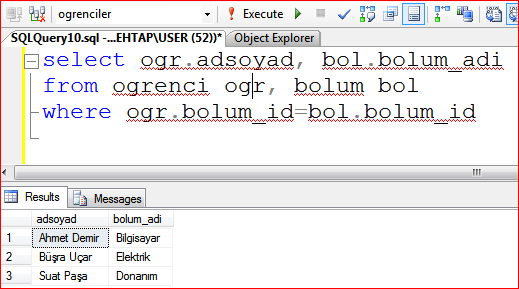 ogrenciler Execute
SQLQuery10.sql -...EHTAP\USER (52))* Object Explorer
select ogr.adsoyad, bol.bolum_adi
from ogrenci ogr, bolum bol
where ogr.bolum_id=bol.bolum_id
Results Messages
adsoyad bolum_adi
1 Ahmet Demir Bilgisayar
2 Büşra Uçar Elektrik
3 Suat Paşa Donanım